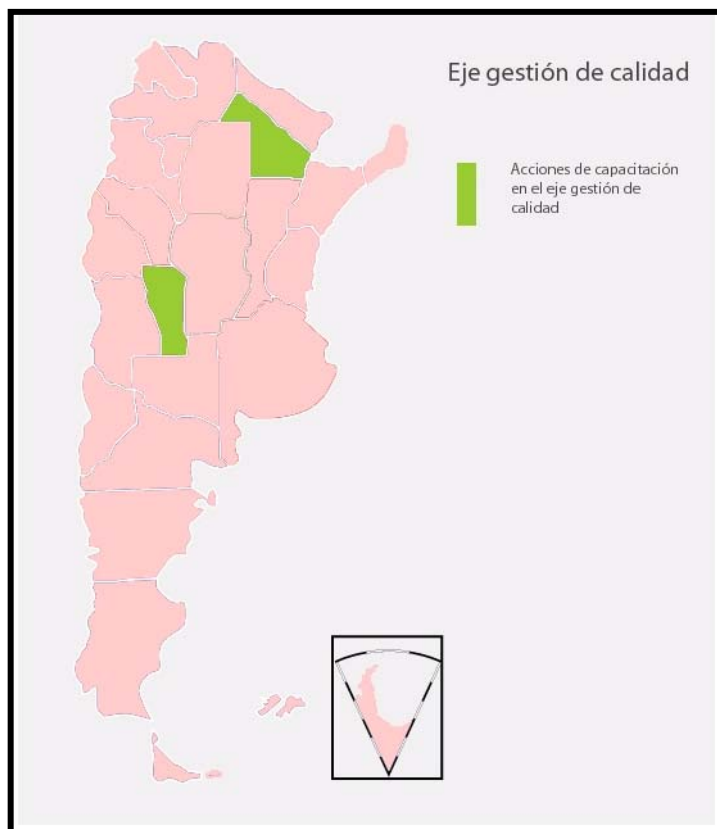 Eje gestión de calidad
Acciones de capacitación
en el eje gestión de
calidad